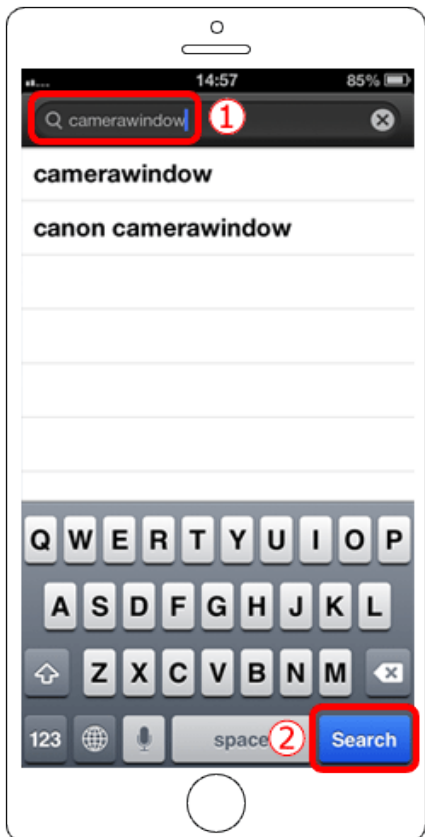 14:57 85%
camerawindow ①
camerawindow
canon camerawindow
Q W E R T Y U I O P
A S D F G H J K L
Z X C V B N M
123 space ② Search